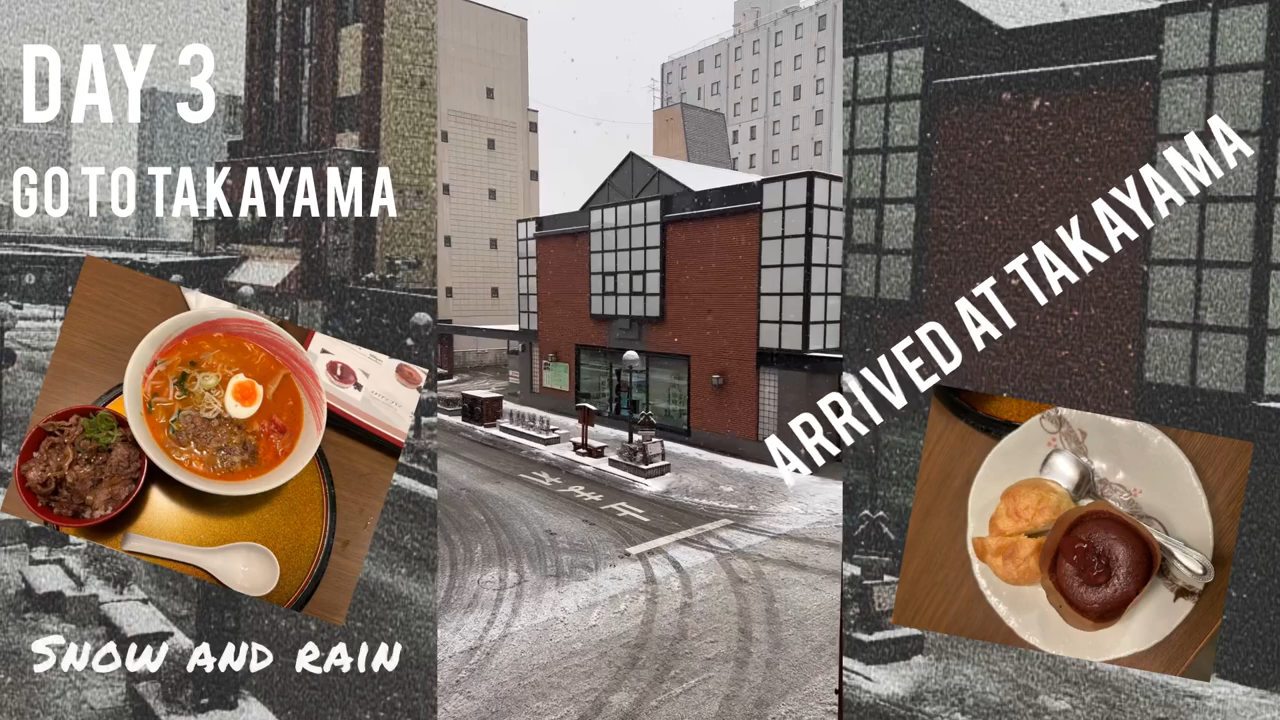 DAY 3
GO TO TAKAYAMA
ARRIVED AT TAKAYAMA
SNOW AND RAIN